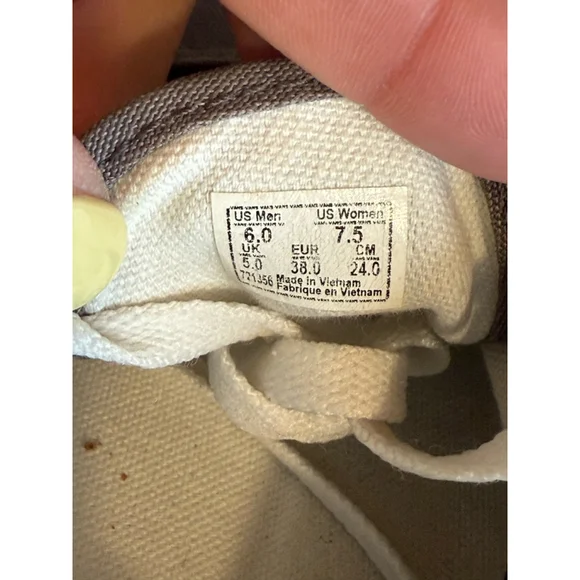 US Men US Women
6.0 7.5
UK EUR CM
5.0 38.0 24.0
721356 Made in Vietnam
Fabrique en Vietnam